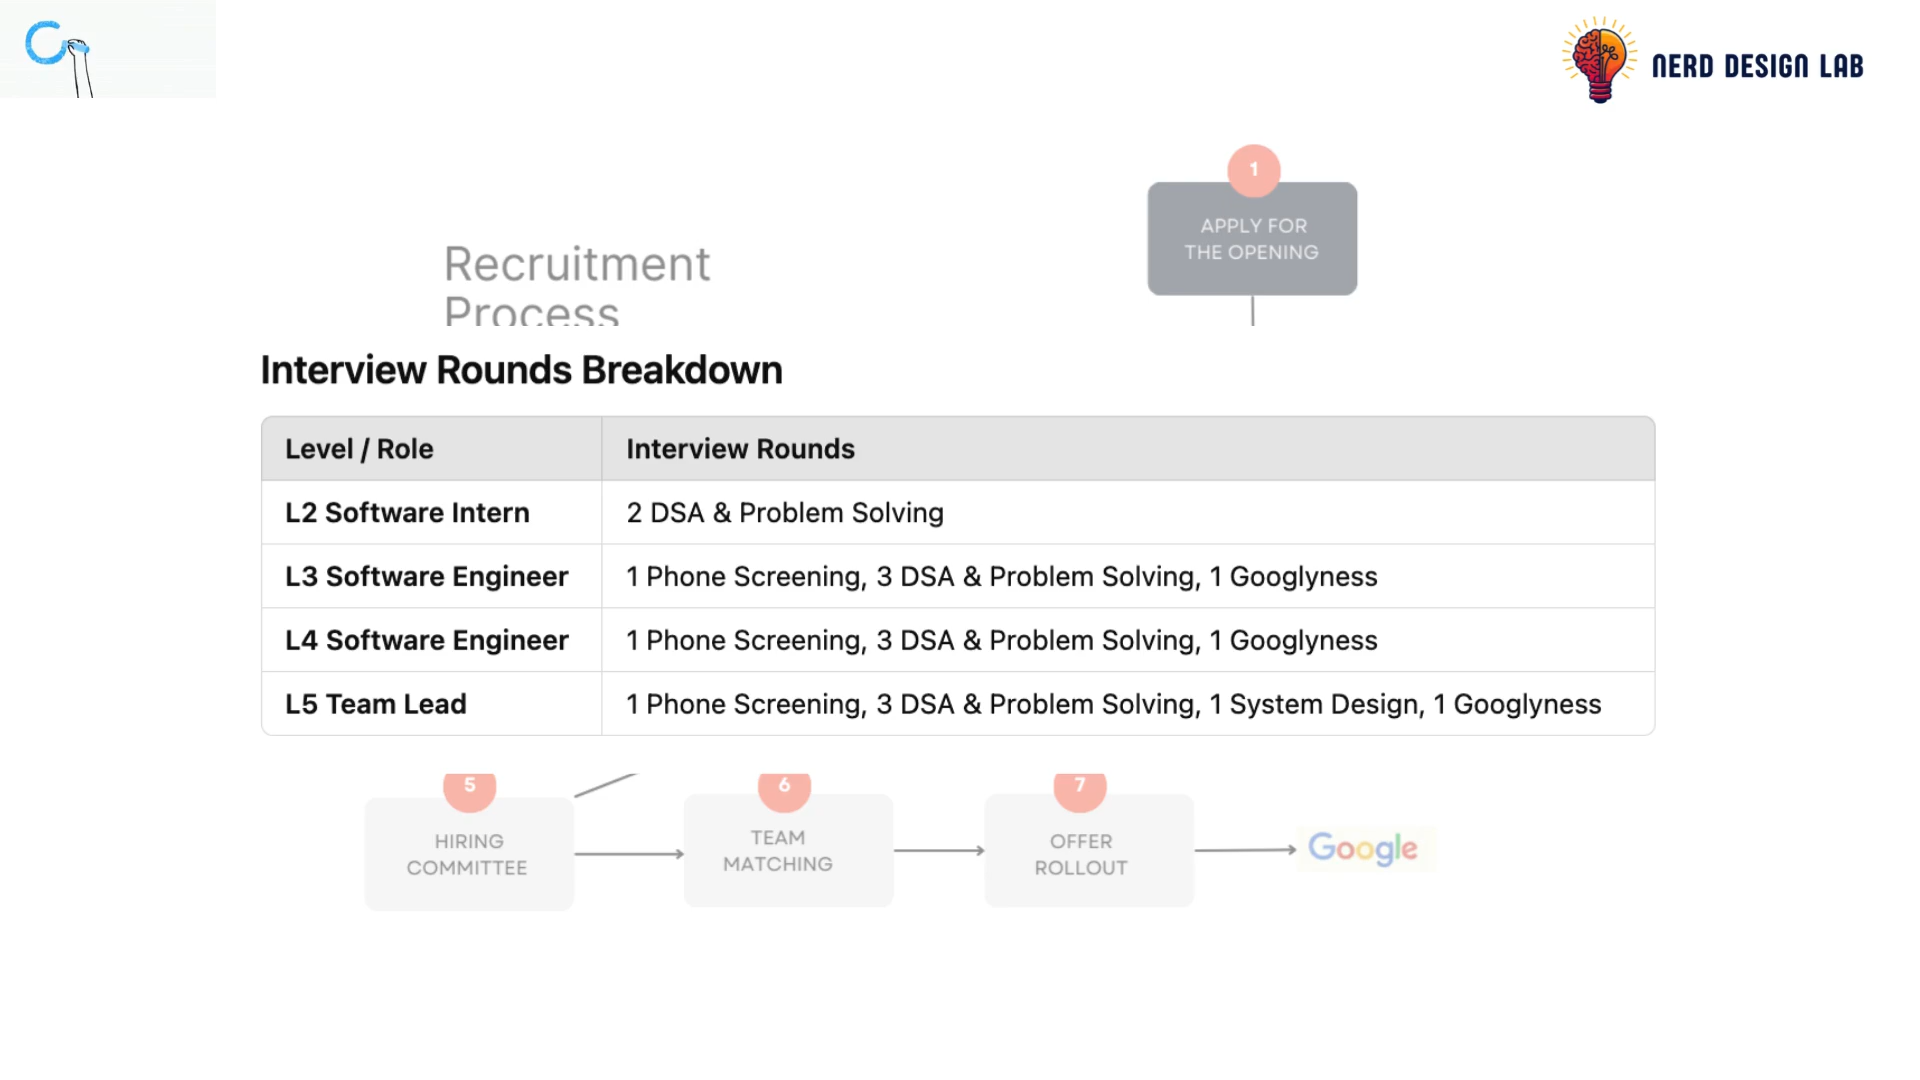 NERD DESIGN LAB
1
APPLY FOR
THE OPENING
Recruitment
Process
Interview Rounds Breakdown
Level / Role Interview Rounds
L2 Software Intern 2 DSA & Problem Solving
L3 Software Engineer 1 Phone Screening, 3 DSA & Problem Solving, 1 Googlyness
L4 Software Engineer 1 Phone Screening, 3 DSA & Problem Solving, 1 Googlyness
L5 Team Lead 1 Phone Screening, 3 DSA & Problem Solving, 1 System Design, 1 Googlyness
5
HIRING
COMMITTEE
6
TEAM
MATCHING
7
OFFER
ROLLOUT
Google